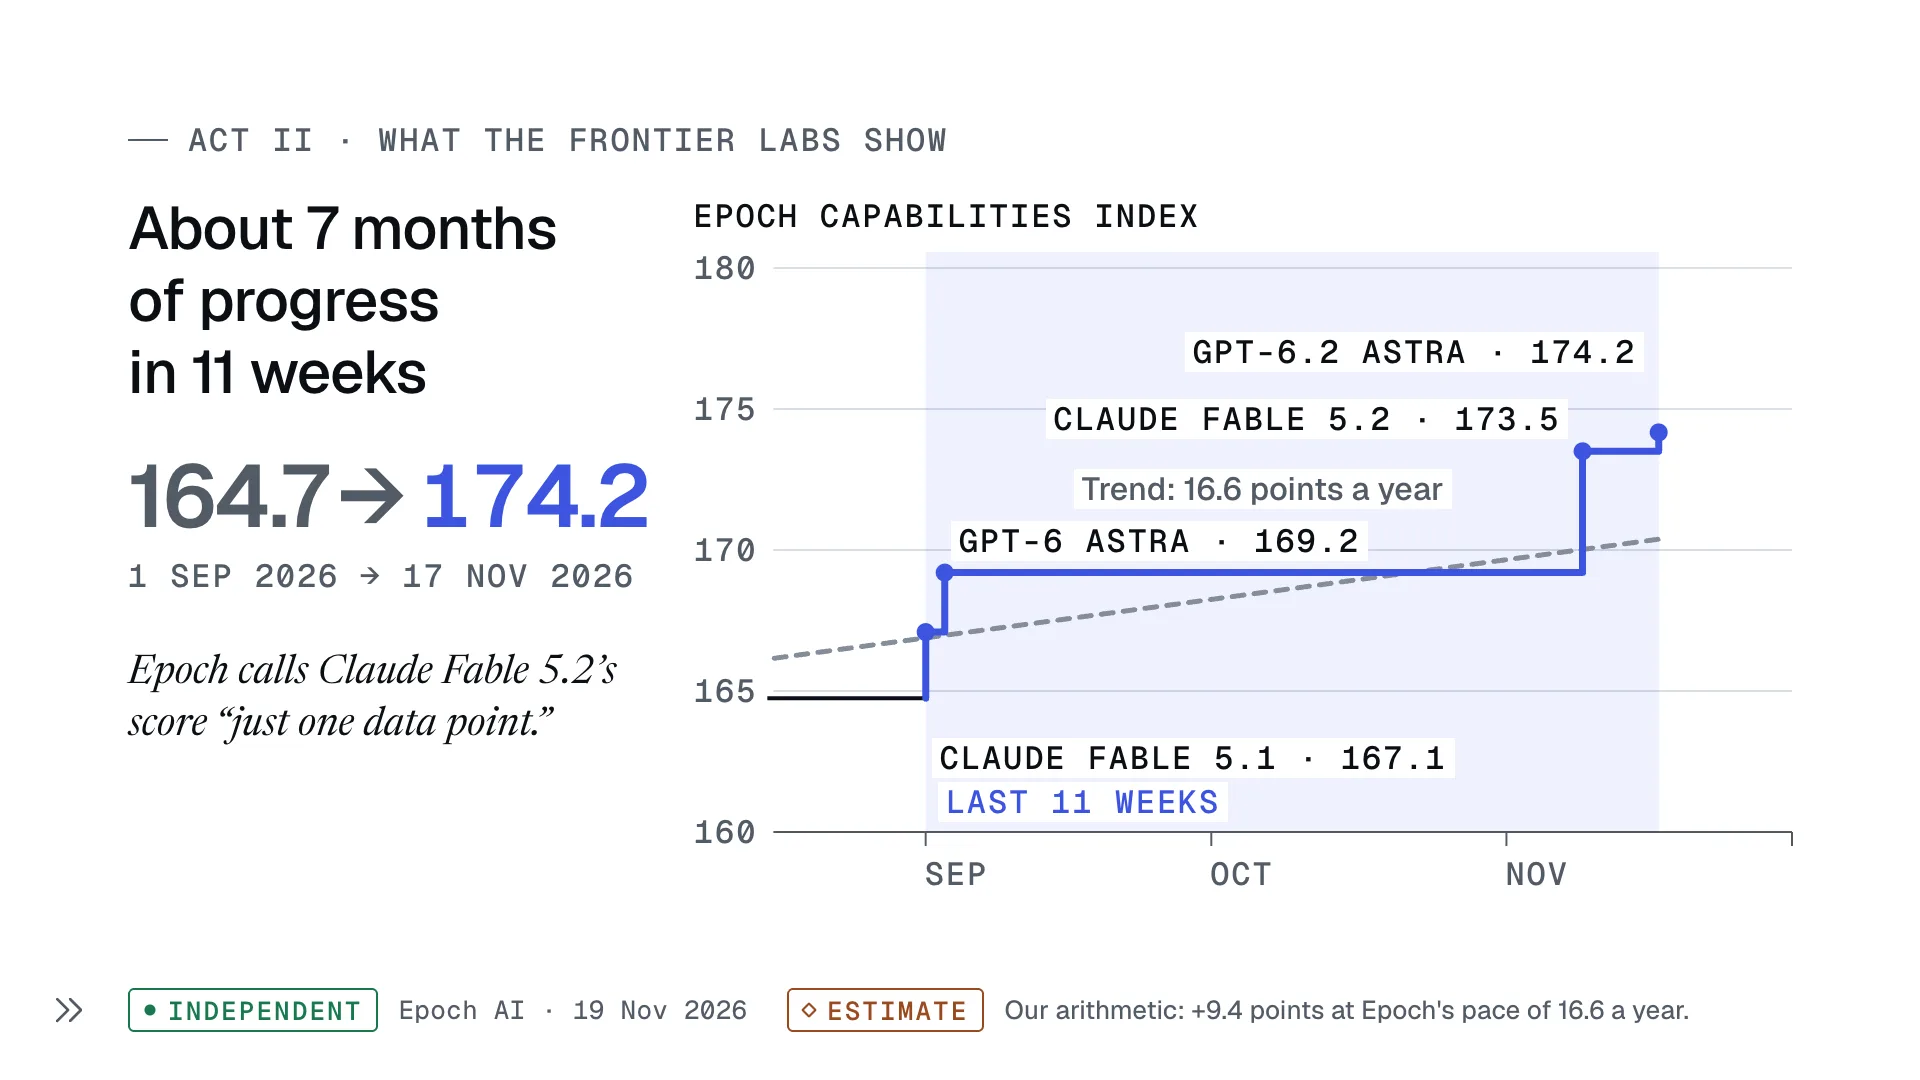 — ACT II · WHAT THE FRONTIER LABS SHOW
About 7 months
of progress
in 11 weeks
164.7→174.2
1 SEP 2026 → 17 NOV 2026
Epoch calls Claude Fable 5.2’s
score “just one data point.”
EPOCH CAPABILITIES INDEX
180
GPT-6.2 ASTRA · 174.2
175
CLAUDE FABLE 5.2 · 173.5
Trend: 16.6 points a year
GPT-6 ASTRA · 169.2
170
165
CLAUDE FABLE 5.1 · 167.1
LAST 11 WEEKS
160
SEP OCT NOV
INDEPENDENT Epoch AI · 19 Nov 2026 ESTIMATE Our arithmetic: +9.4 points at Epoch's pace of 16.6 a year.